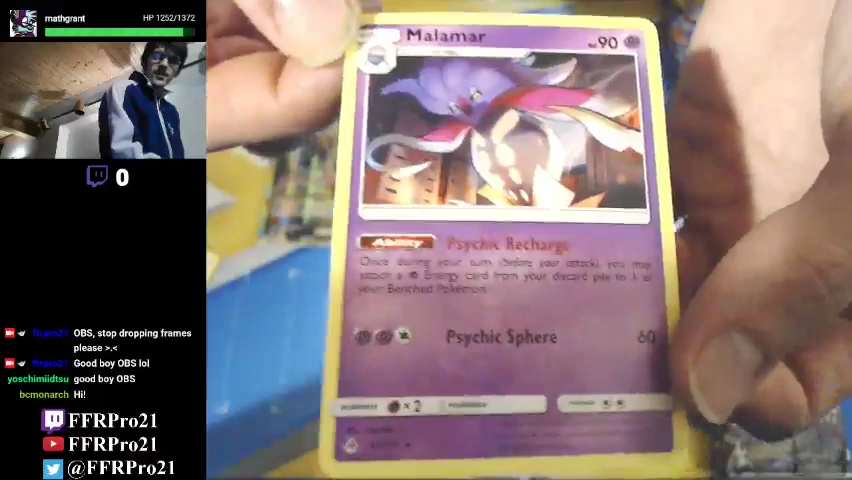 mathgrant
HP 1252/1372
0
ffrpro21 OBS, stop dropping frames
please >.<
ffrpro21 Good boy OBS lol
yoschimiidtsu good boy OBS
bcmonarch Hi!
FFRPro21
FFRPro21
@FFRPro21
Malamar
90
Ability Psychic Recharge
Once during your turn (before your attack), you may
attach a Energy card from your discard pile to 1 of
your Benched Pokémon.
Psychic Sphere 60